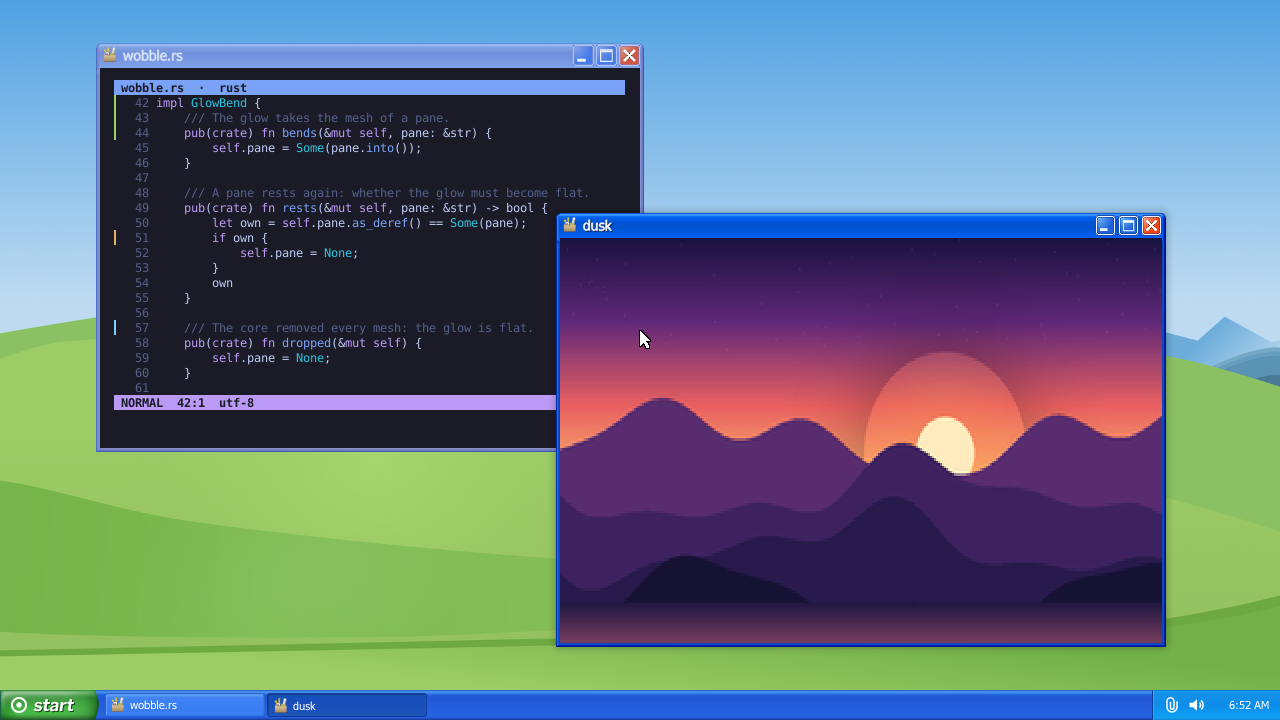 wobble.rs
wobble.rs · rust
42 impl GlowBend {
43     /// The glow takes the mesh of a pane.
44     pub(crate) fn bends(&mut self, pane: &str) {
45         self.pane = Some(pane.into());
46     }
47
48     /// A pane rests again: whether the glow must become flat.
49     pub(crate) fn rests(&mut self, pane: &str) -> bool {
50         let own = self.pane.as_deref() == Some(pane);
51         if own {
52             self.pane = None;
53         }
54         own
55     }
56
57     /// The core removed every mesh: the glow is flat.
58     pub(crate) fn dropped(&mut self) {
59         self.pane = None;
60     }
61
NORMAL 42:1 utf-8
dusk
start
wobble.rs
dusk
6:52 AM